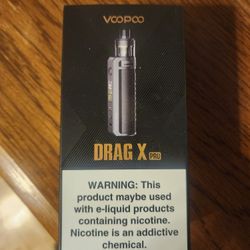 VOOPOO
DRAG X PRO
WARNING: This
product maybe used
with e-liquid products
containing nicotine.
Nicotine is an addictive
chemical.